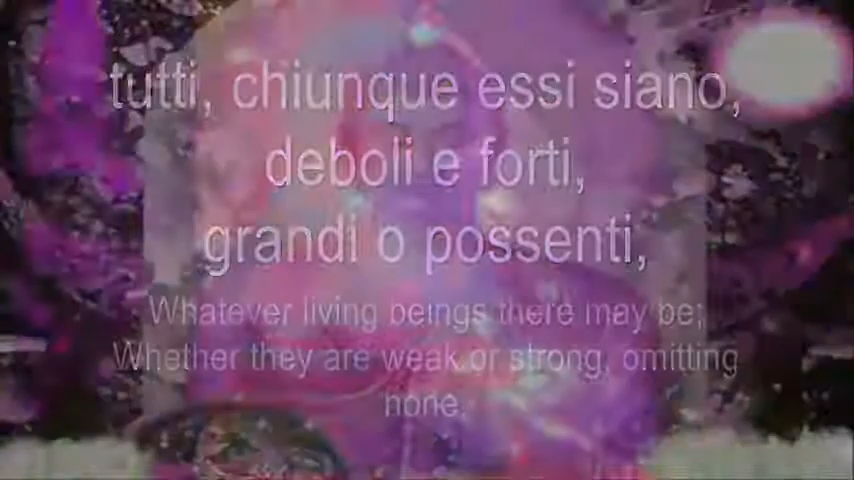 tutti, chiunque essi siano,
deboli e forti,
grandi o possenti,
Whatever living beings there may be;
Whether they are weak or strong, omitting
none.